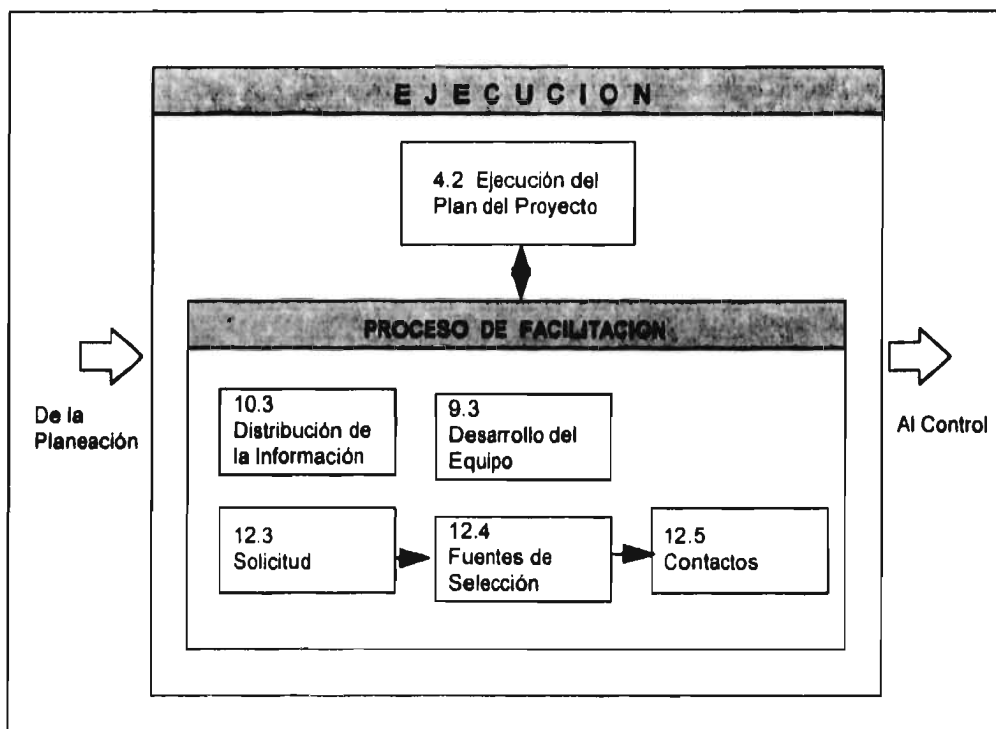 EJECUCION
4.2 Ejecución del
Plan del Proyecto
PROCESO DE FACILITACION
De la
Planeación
10.3
Distribución de
la Información
9.3
Desarrollo del
Equipo
Al Control
12.3
Solicitud
12.4
Fuentes de
Selección
12.5
Contactos